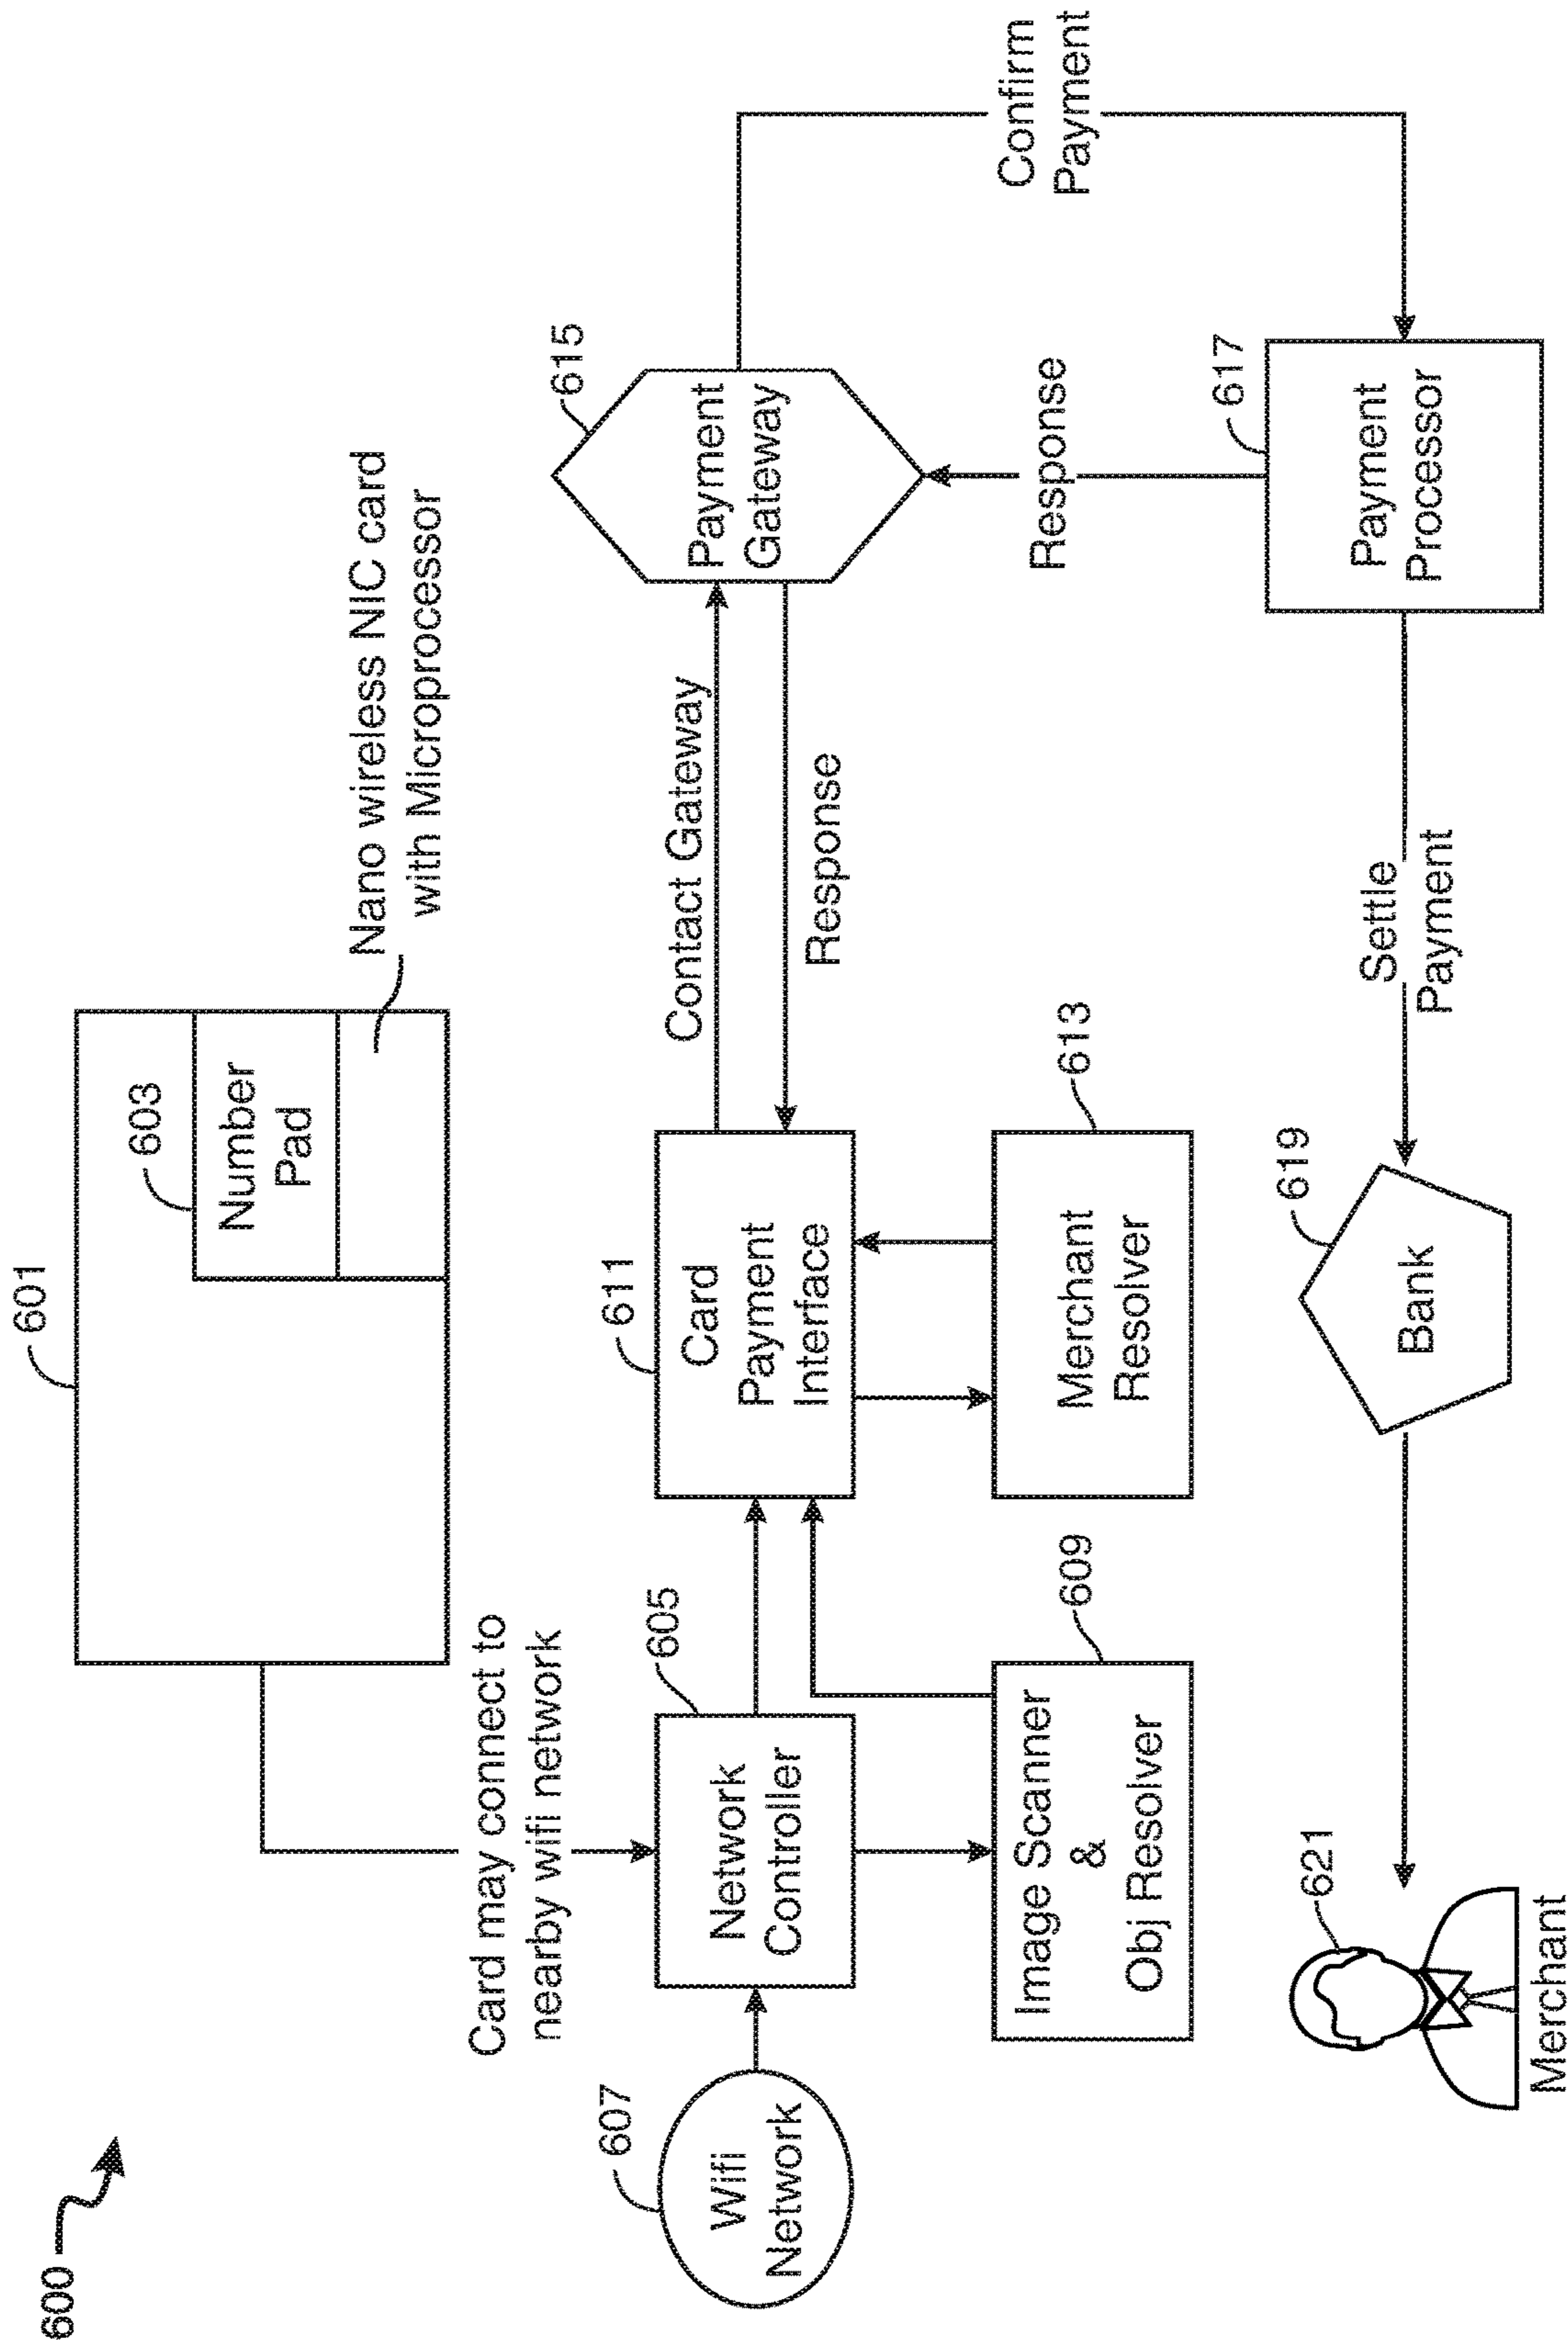 600
601
603
Number
Pad
Nano wireless NIC card
with Microprocessor
Card may connect to
nearby wifi network
607
Wifi
Network
605
Network
Controller
611
Card
Payment
Interface
Contact Gateway
Response
615
Payment
Gateway
Confirm
Payment
609
Image Scanner
&
Obj Resolver
613
Merchant
Resolver
Response
617
Payment
Processor
Settle
Payment
619
Bank
621
Merchant